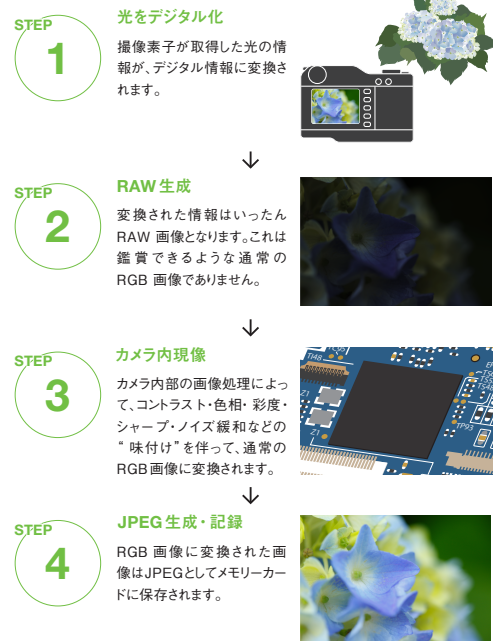 STEP
1
光をデジタル化
撮像素子が取得した光の情
報が、デジタル情報に変換さ
れます。
STEP
2
RAW生成
変換された情報はいったん
RAW 画像となります。これは
鑑賞できるような通常の
RGB 画像でありません。
STEP
3
カメラ内現像
カメラ内部の画像処理によっ
て、コントラスト・色相・彩度・
シャープ・ノイズ緩和などの
“ 味付け”を伴って、通常の
RGB画像に変換されます。
TI48
TC95
Z1
Z1
TP93
STEP
4
JPEG生成・記録
RGB 画像に変換された画
像はJPEGとしてメモリーカー
ドに保存されます。